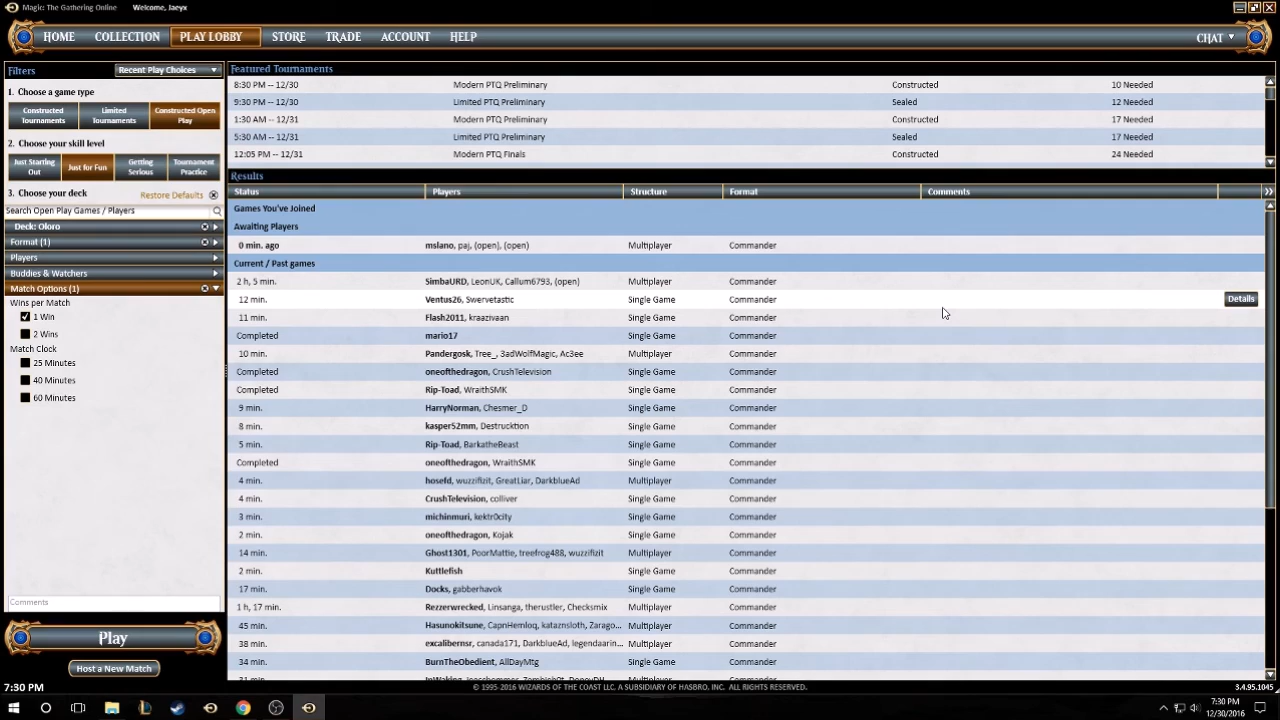 Magic: The Gathering Online Welcome, Jaeyx
HOME COLLECTION PLAY LOBBY STORE TRADE ACCOUNT HELP CHAT
Filters Recent Play Choices
1. Choose a game type
Constructed Tournaments Limited Tournaments Constructed Open Play
2. Choose your skill level
Just Starting Out Just for Fun Getting Serious Tournament Practice
3. Choose your deck Restore Defaults
Search Open Play Games / Players
Deck: Oloro
Format (1)
Players
Buddies & Watchers
Match Options (1)
Wins per Match
1 Win
2 Wins
Match Clock
25 Minutes
40 Minutes
60 Minutes
Comments
Play
Host a New Match
7:30 PM
Featured Tournaments
8:30 PM -- 12/30 Modern PTQ Preliminary Constructed 10 Needed
9:30 PM -- 12/30 Limited PTQ Preliminary Sealed 12 Needed
1:30 AM -- 12/31 Modern PTQ Preliminary Constructed 17 Needed
5:30 AM -- 12/31 Limited PTQ Preliminary Sealed 17 Needed
12:05 PM -- 12/31 Modern PTQ Finals Constructed 24 Needed
Results
Status Players Structure Format Comments
Games You've Joined
Awaiting Players
0 min. ago mslano, paj, (open), (open) Multiplayer Commander
Current / Past games
2 h, 5 min. SimbaURD, LeonUK, Callum6793, (open) Multiplayer Commander
12 min. Ventus26, Swervetastic Single Game Commander Details
11 min. Flash2011, kraazivaan Single Game Commander
Completed mario17 Single Game Commander
10 min. Pandergosk, Tree_, 3adWolfMagic, Ac3ee Multiplayer Commander
Completed oneofthedragon, CrushTelevision Single Game Commander
Completed Rip-Toad, WraithSMK Single Game Commander
9 min. HarryNorman, Chesmer_D Single Game Commander
8 min. kasper52mm, Destrucktion Single Game Commander
5 min. Rip-Toad, BarkatheBeast Single Game Commander
Completed oneofthedragon, WraithSMK Single Game Commander
4 min. hosefd, wuzzifizit, GreatLiar, DarkblueAd Multiplayer Commander
4 min. CrushTelevision, colliver Single Game Commander
3 min. michinmuri, kektr0city Single Game Commander
2 min. oneofthedragon, Kojak Single Game Commander
14 min. Ghost1301, PoorMattie, treefrog488, wuzzifizit Multiplayer Commander
2 min. Kuttlefish Single Game Commander
17 min. Docks, gabberhavok Single Game Commander
1 h, 17 min. Rezzerwrecked, Linsanga, therustler, Checksmix Multiplayer Commander
45 min. Hasunokitsune, CapnHemloq, kataznsloth, Zarago... Multiplayer Commander
38 min. excalibernsr, canada171, DarkblueAd, legendaarin... Multiplayer Commander
34 min. BurnTheObedient, AllDayMtg Single Game Commander
© 1995-2016 WIZARDS OF THE COAST LLC. A SUBSIDIARY OF HASBRO, INC. ALL RIGHTS RESERVED. 3.4.95.1045
7:30 PM
12/30/2016